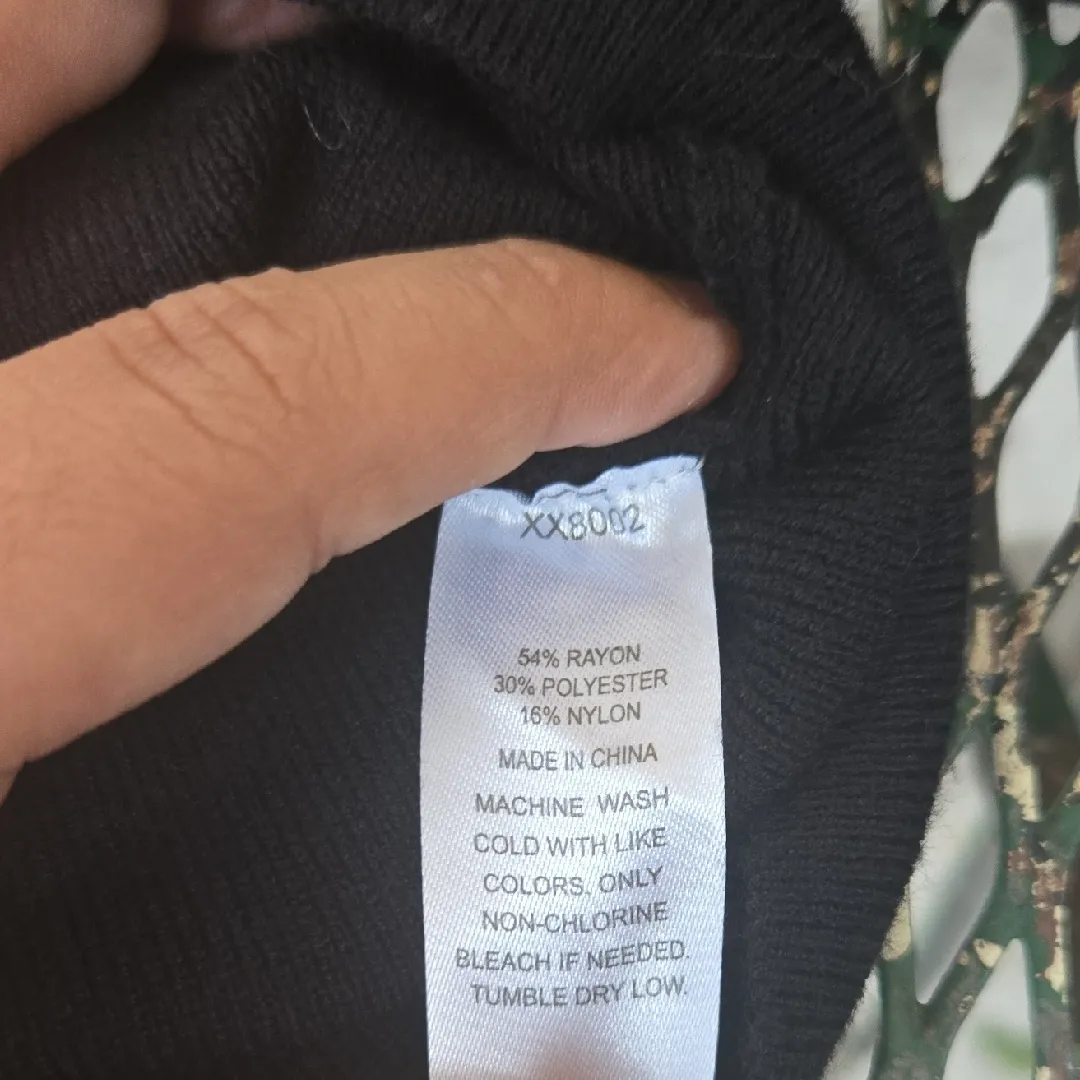 XX8002
54% RAYON
30% POLYESTER
16% NYLON
MADE IN CHINA
MACHINE WASH
COLD WITH LIKE
COLORS, ONLY
NON-CHLORINE
BLEACH IF NEEDED.
TUMBLE DRY LOW.